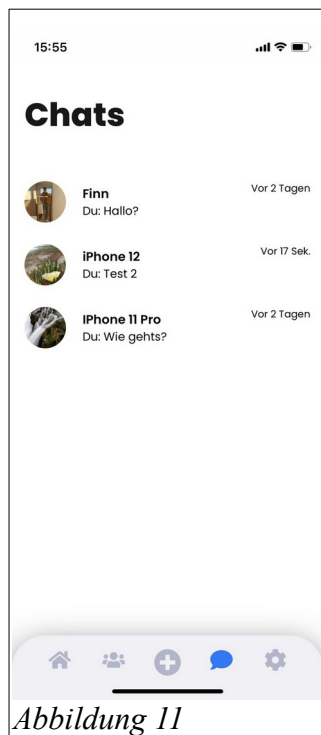 15:55
Chats
Finn
Vor 2 Tagen
Du: Hallo?
iPhone 12
Vor 17 Sek.
Du: Test 2
IPhone 11 Pro
Vor 2 Tagen
Du: Wie gehts?
Abbildung 11